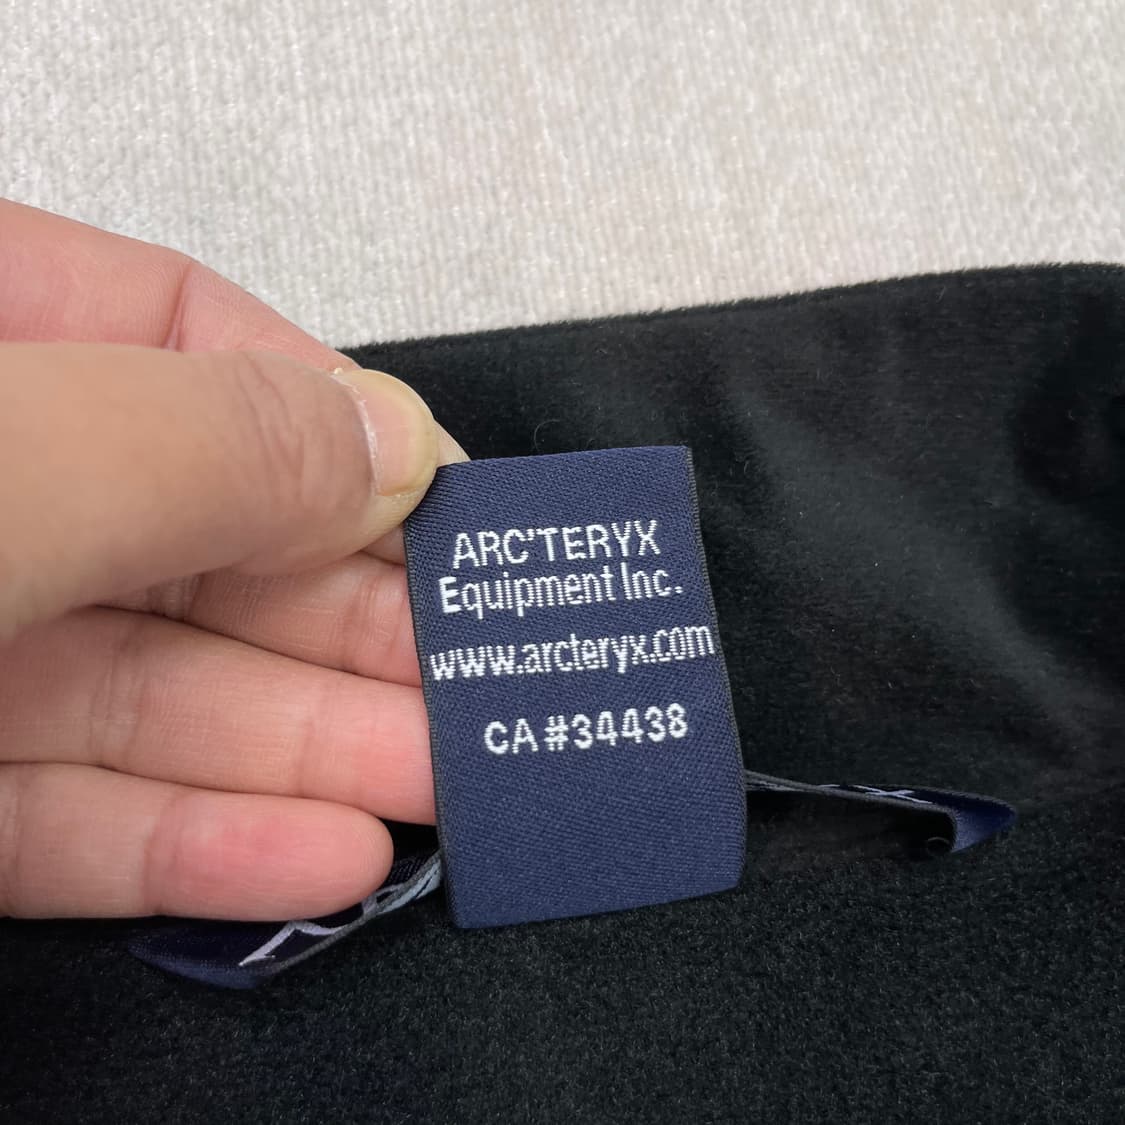 ARC'TERYX
Equipment Inc.
www.arcteryx.com
CA#34438